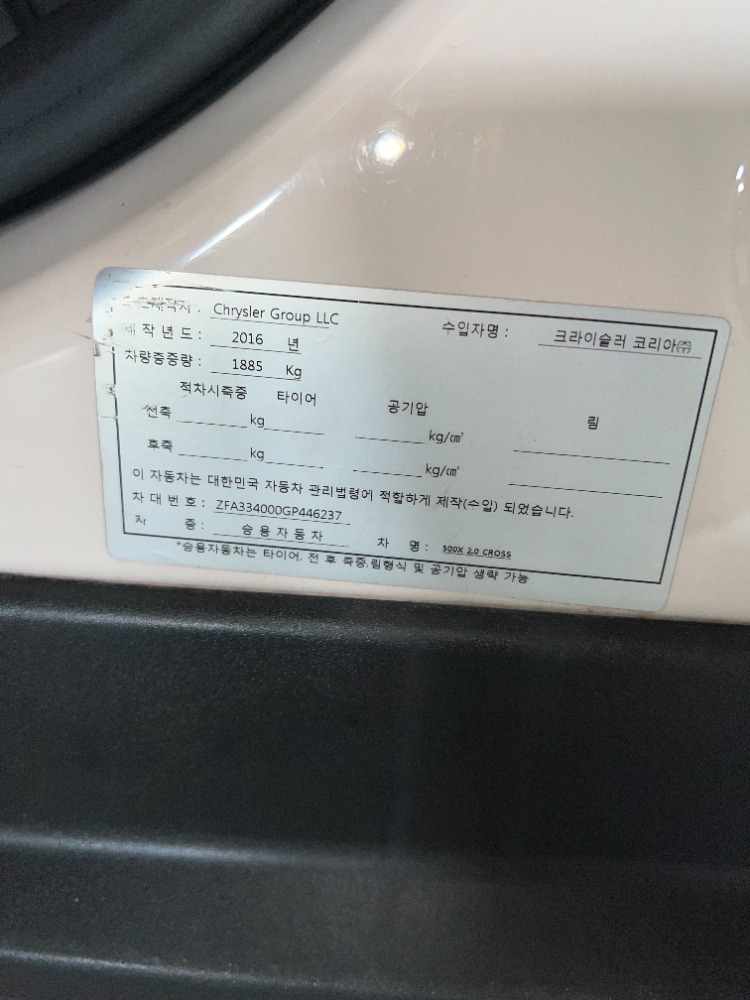 제작자 : Chrysler Group LLC 수입자명 : 크라이슬러 코리아㈜
제 작 년 도 : 2016 년
차량중중량 : 1885 Kg
적차시축중 타이어 공기압 림
전축 kg kg/㎠
후축 kg kg/㎠
이 자동차는 대한민국 자동차 관리법령에 적합하게 제작(수입) 되었습니다.
차 대 번 호 : ZFA334000GP446237
차 종 : 승 용 자 동 차 차 명 : 500X 2.0 CROSS
*승용자동차는 타이어, 전 후 축중,림형식 및 공기압 생략 가능